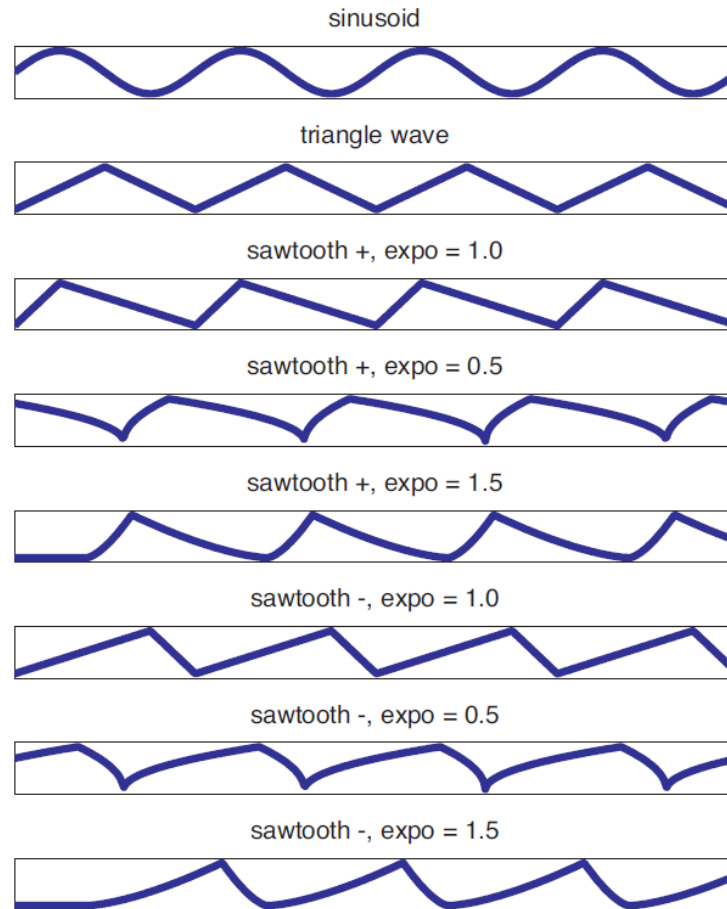 sinusoid
triangle wave
sawtooth +, expo = 1.0
sawtooth +, expo = 0.5
sawtooth +, expo = 1.5
sawtooth -, expo = 1.0
sawtooth -, expo = 0.5
sawtooth -, expo = 1.5